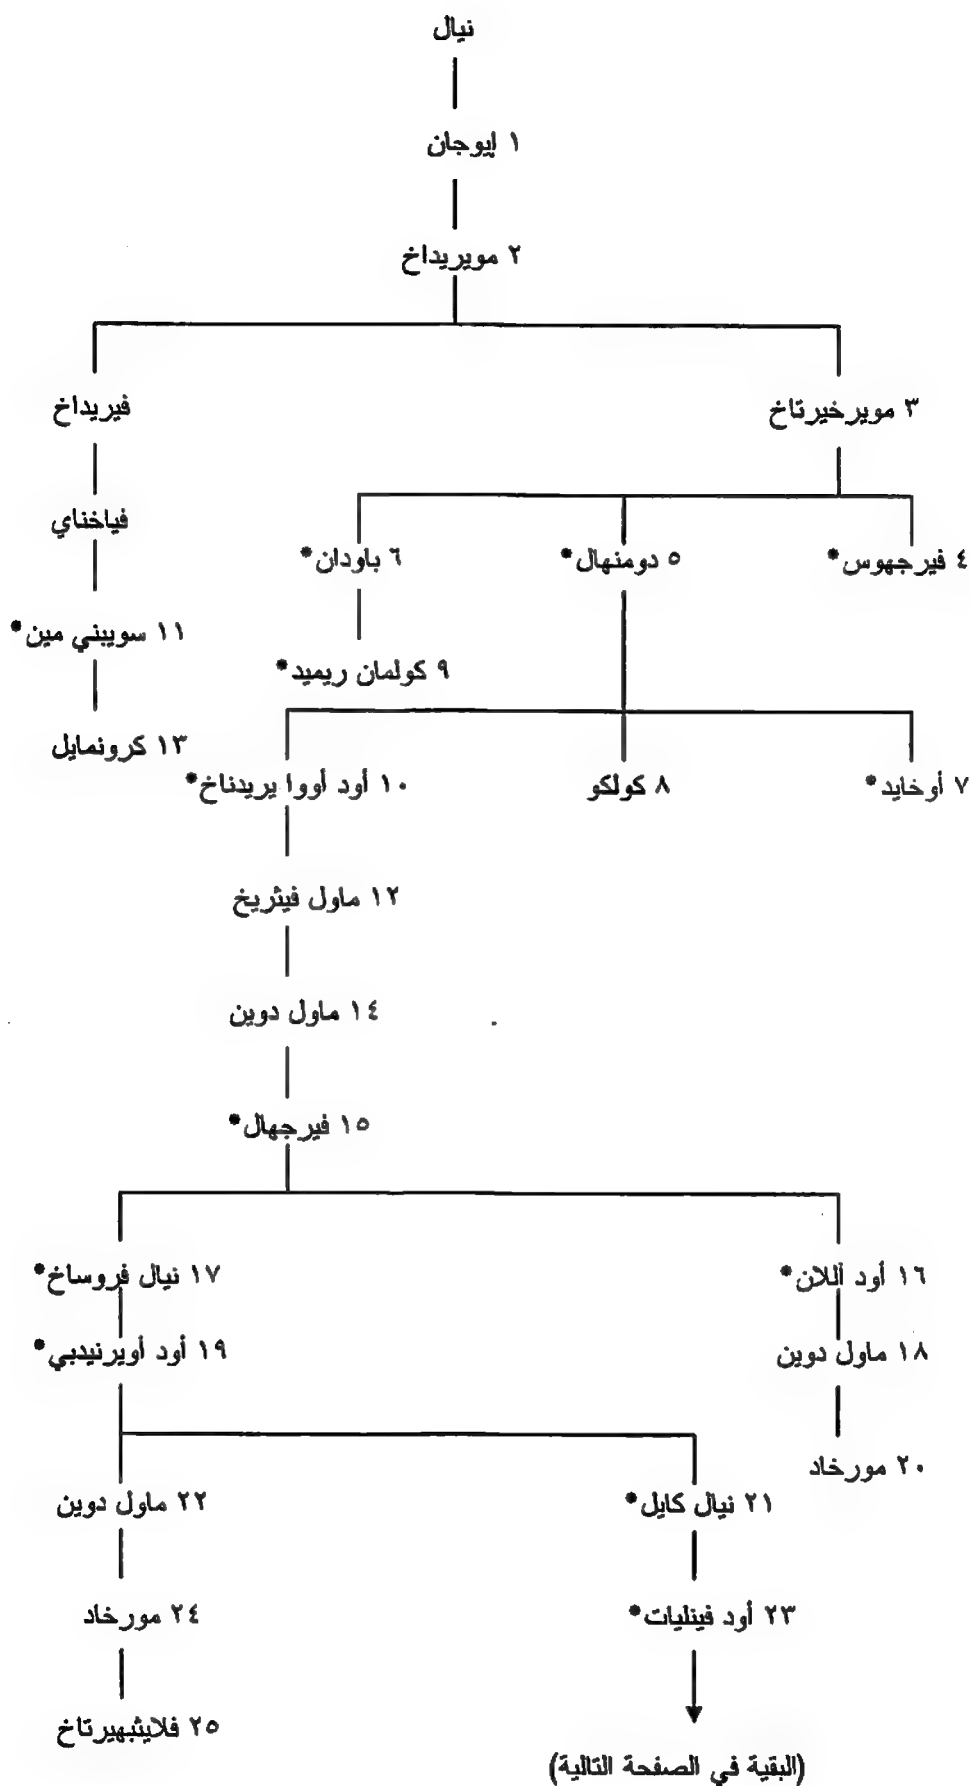 نيال
١ إيوجان
٢ مويريداخ
٣ مويرخيرتاخ
فيريداخ
فياخناي
٤ فيرجهوس*
٥ دومنهال*
٦ باودان*
١١ سويبني مين*
٩ كولمان ريميد*
١٣ كرونمايل
٧ أوخايد*
٨ كولكو
١٠ أود أووا يريدناخ*
١٢ ماول فيثريخ
١٤ ماول دوين
١٥ فيرجهال*
١٦ أود آللان*
١٧ نيال فروساخ*
١٨ ماول دوين
١٩ أود أويرنيدبي*
٢٠ مورخاد
٢١ نيال كايل*
٢٢ ماول دوين
٢٣ أود فينليات*
٢٤ مورخاد
٢٥ فلايثبهيرتاخ
(البقية في الصفحة التالية)